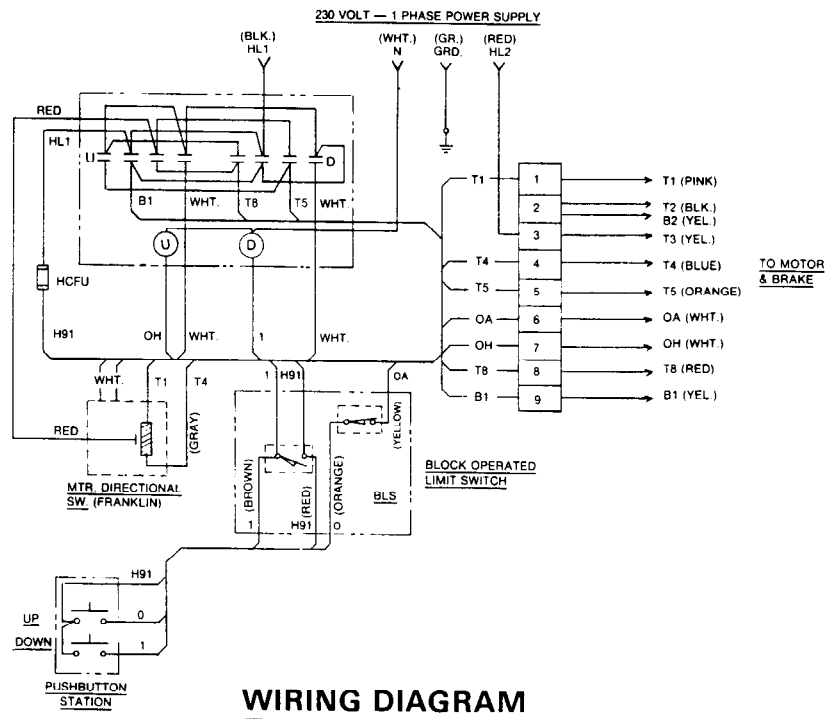 230 VOLT — 1 PHASE POWER SUPPLY
(BLK.) (WHT.) (GR.) (RED)
HL1 N GRD. HL2
RED
HL1
U D
B1 WHT. T8 T5 WHT.
U D
HCFU
H91 OH WHT. 1 WHT.
T1 1 T1 (PINK)
2 T2 (BLK.)
B2 (YEL.)
3 T3 (YEL.)
T4 4 T4 (BLUE)
T5 5 T5 (ORANGE)
OA 6 OA (WHT.)
OH 7 OH (WHT.)
T8 8 T8 (RED)
B1 9 B1 (YEL.)
TO MOTOR
& BRAKE
WHT. T1 T4 1 H91 OA
RED (GRAY) (YELLOW)
(BROWN) (RED) (ORANGE) BLS
1 H91 O
BLOCK OPERATED
LIMIT SWITCH
MTR. DIRECTIONAL
SW. (FRANKLIN)
H91
UP 0
DOWN 1
PUSHBUTTON
STATION
WIRING DIAGRAM